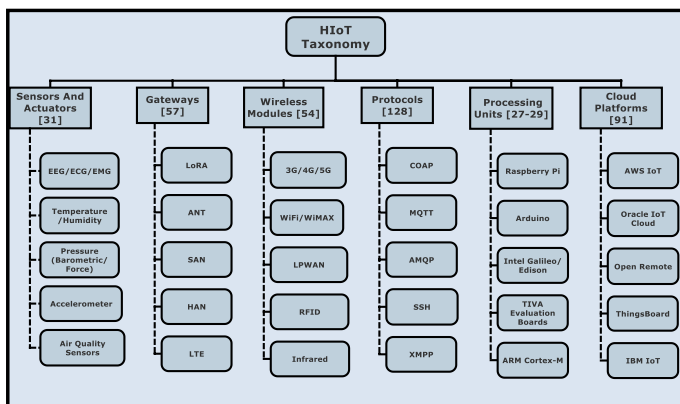 HIoT
Taxonomy
Sensors And
Actuators
[31]
EEG/ECG/EMG
Temperature
/Humidity
Pressure
(Barometric/
Force)
Accelerometer
Air Quality
Sensors
Gateways
[57]
LoRA
ANT
SAN
HAN
LTE
Wireless
Modules [54]
3G/4G/5G
WiFi/WiMAX
LPWAN
RFID
Infrared
Protocols
[128]
COAP
MQTT
AMQP
SSH
XMPP
Processing
Units [27-29]
Raspberry Pi
Arduino
Intel Galileo/
Edison
TIVA
Evaluation
Boards
ARM Cortex-M
Cloud
Platforms
[91]
AWS IoT
Oracle IoT
Cloud
Open Remote
ThingsBoard
IBM IoT